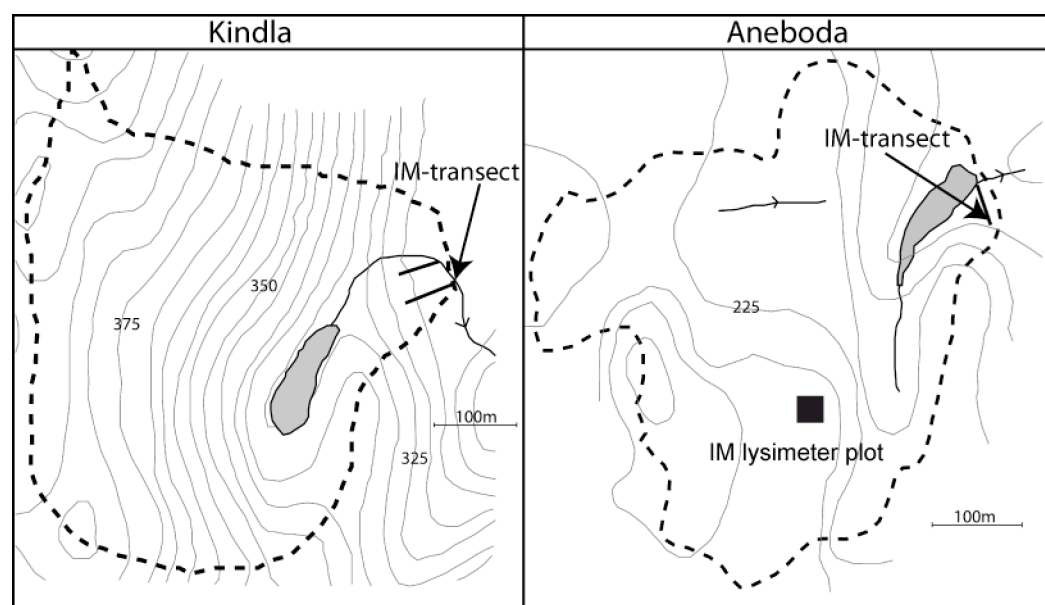 Kindla
Aneboda
IM-transect
350
375
100m
325
IM-transect
225
IM lysimeter plot
100m